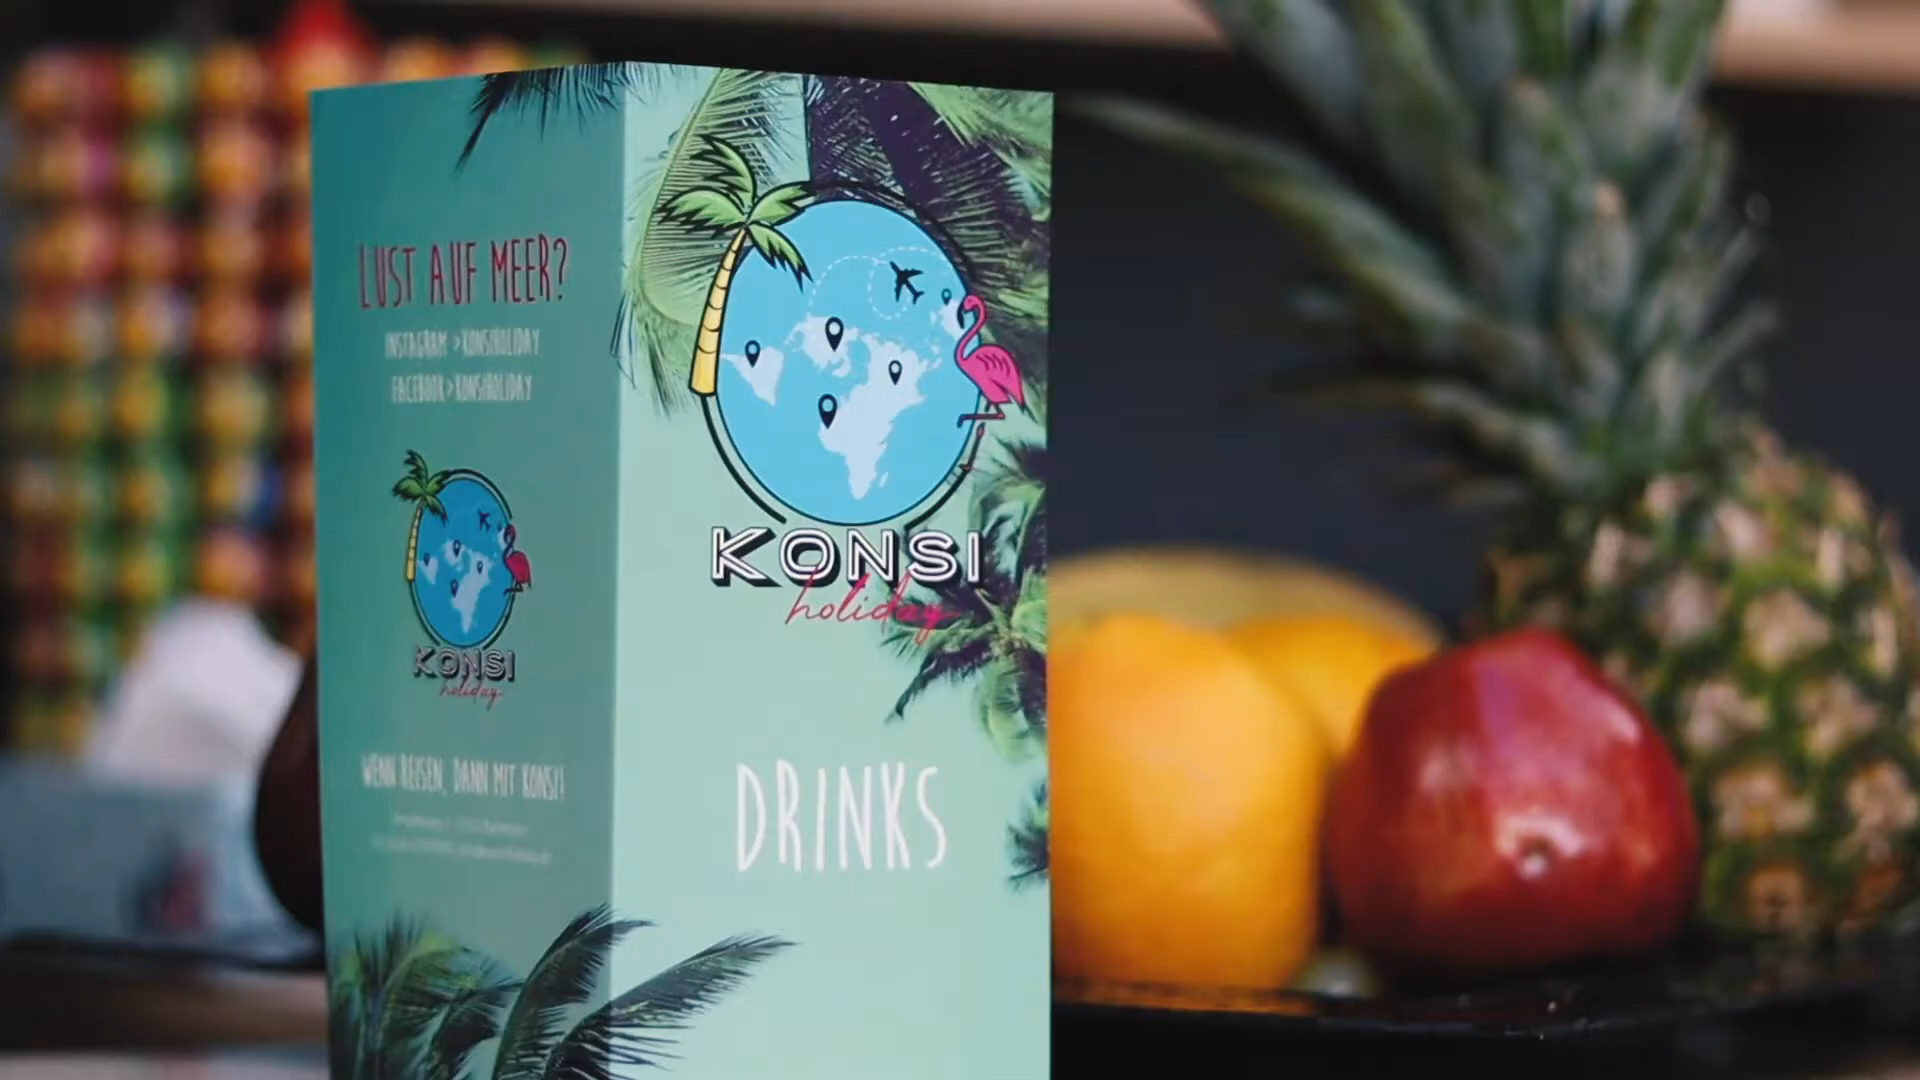 LUST AUF MEER?
INSTAGRAM >KONSIHOLIDAY
FACEBOOK>KONSIHOLIDAY
KONSI
holiday
WENN REISEN, DANN MIT KONSI!
KONSI
holiday
DRINKS